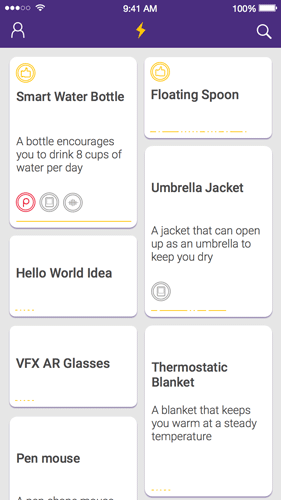 9:41 AM
100%
Smart Water Bottle
A bottle encourages
you to drink 8 cups of
water per day
Hello World Idea
VFX AR Glasses
Pen mouse
A pen shape mouse
Floating Spoon
Umbrella Jacket
A jacket that can open
up as an umbrella to
keep you dry
Thermostatic
Blanket
A blanket that keeps
you warm at a steady
temperature